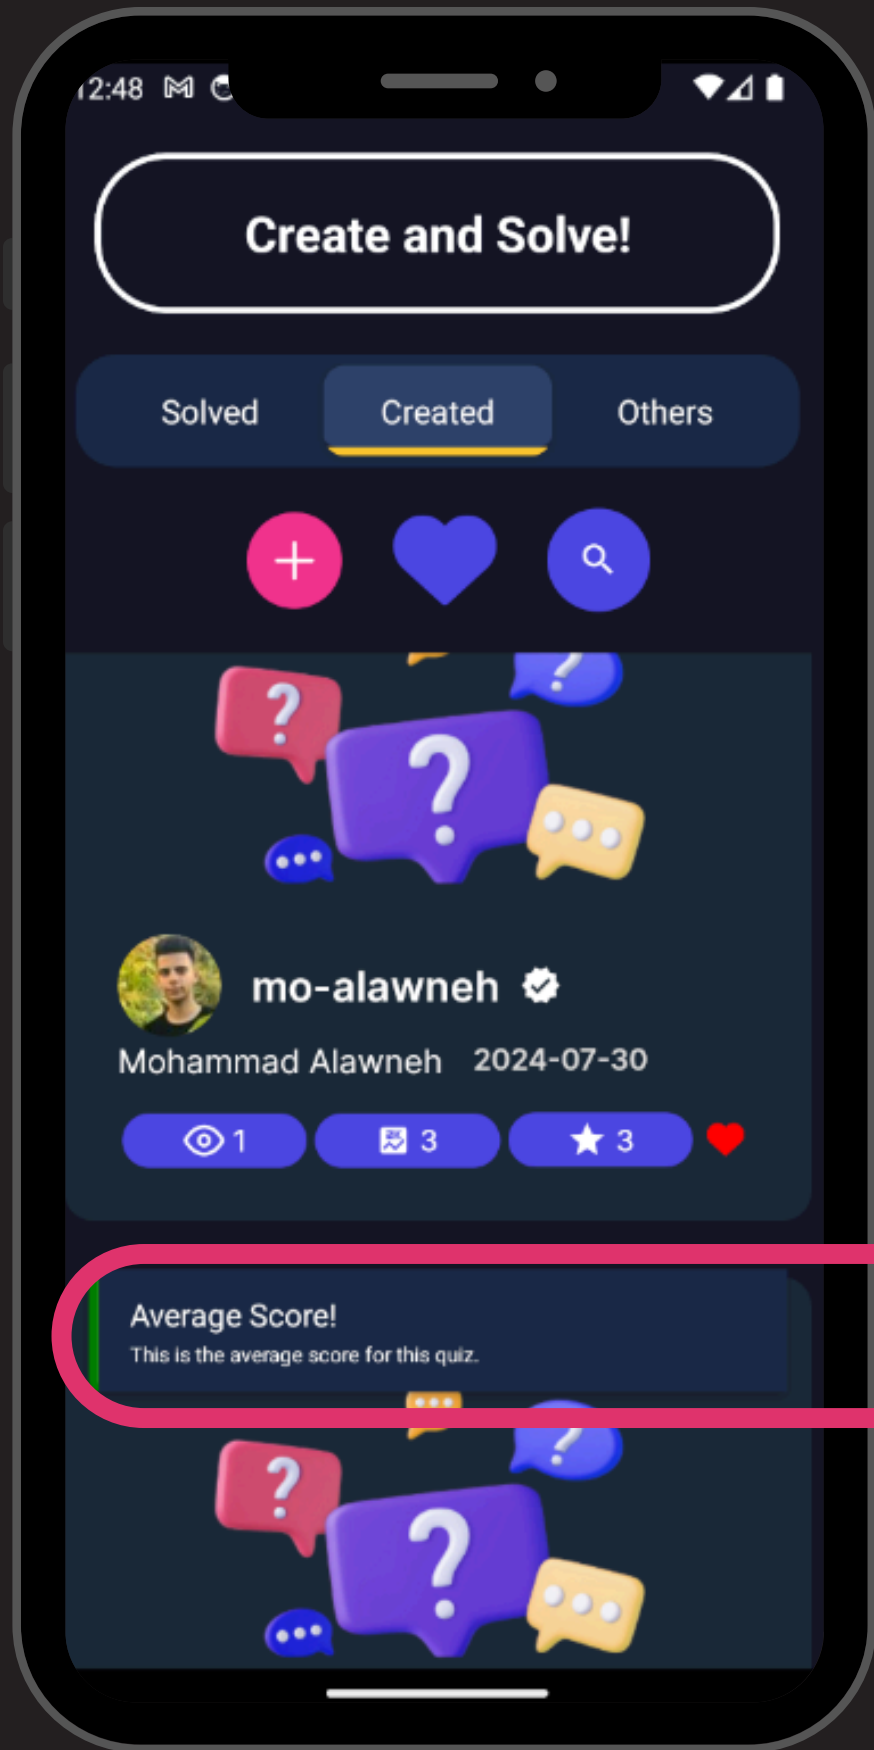 12:48
Create and Solve!
Solved Created Others
?
?
?
mo-alawneh
Mohammad Alawneh 2024-07-30
1 3 3
Average Score!
This is the average score for this quiz.
?
?
?